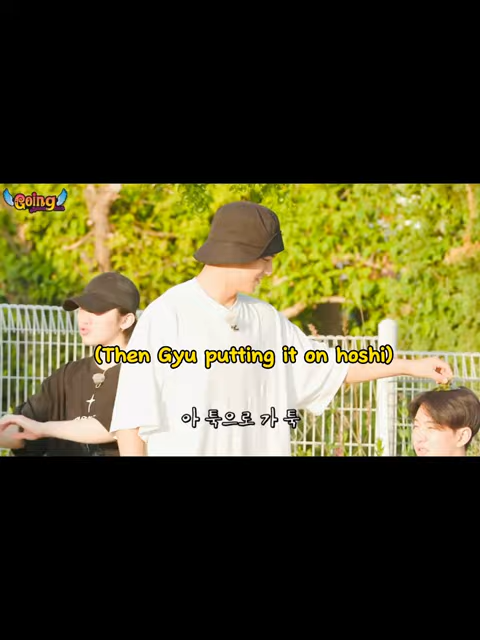 Going
(Then Gyu putting it on hoshi)
아 툭으로 가 툭